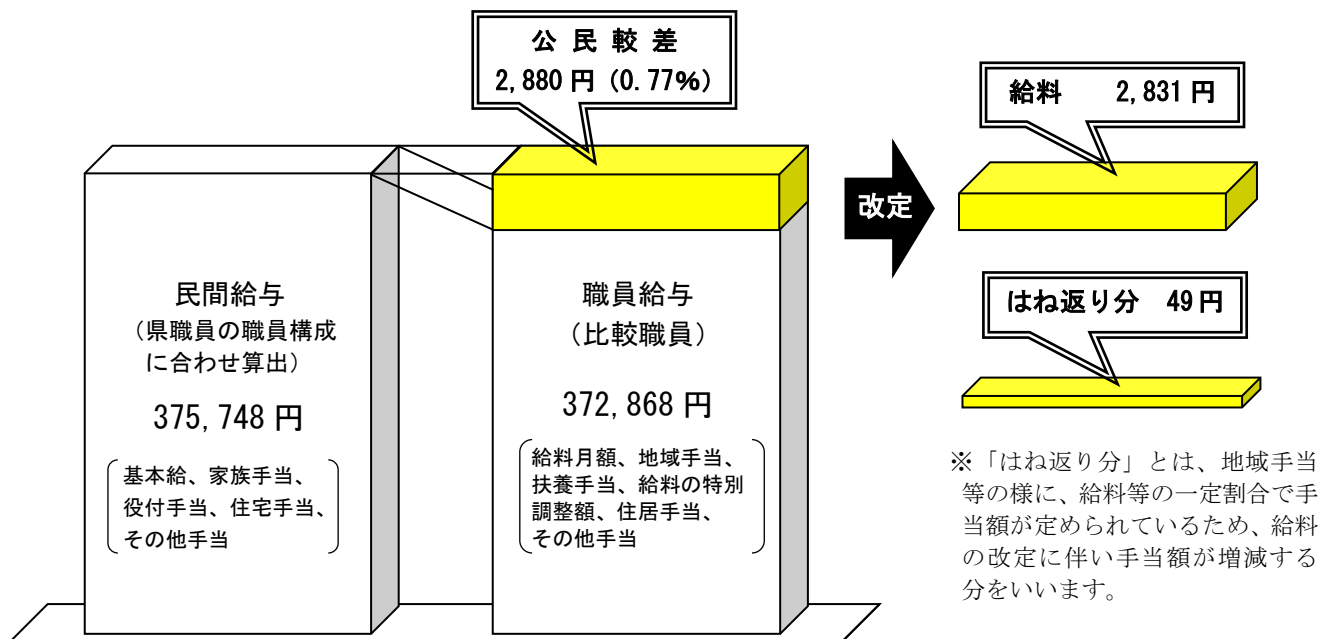 公 民 較 差
2,880 円 (0.77%)
給料 2,831 円
改定
はね返り分 49 円
民間給与
（県職員の職員構成
に合わせ算出）
375,748 円
基本給、家族手当、
役付手当、住宅手当、
その他手当
職員給与
（比較職員）
372,868 円
給料月額、地域手当、
扶養手当、給料の特別
調整額、住居手当、
その他手当
※「はね返り分」とは、地域手当
等の様に、給料等の一定割合で手
当額が定められているため、給料
の改定に伴い手当額が増減する
分をいいます。